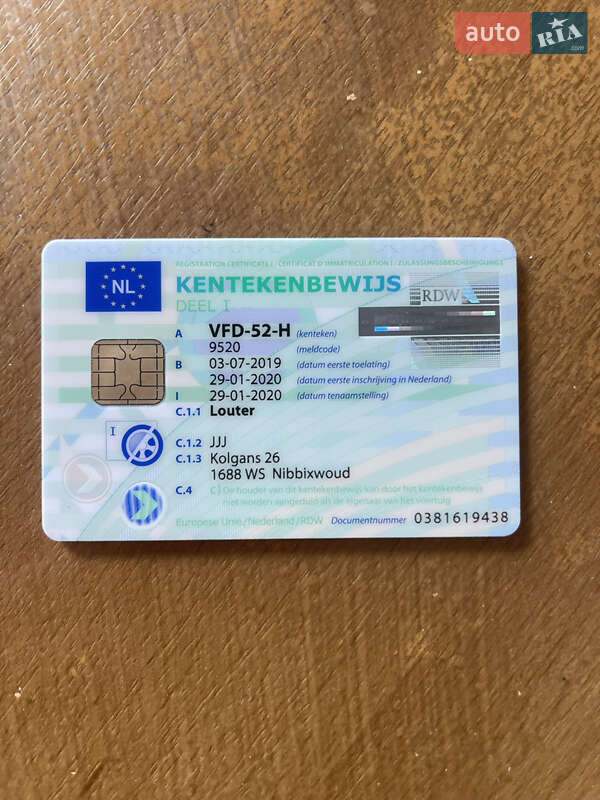 auto RIA .com
REGISTRATION CERTIFICATE I / CERTIFICAT D'IMMATRICULATION I / ZULASSUNGSBESCHEINIGUNG I
NL
KENTEKENBEWIJS
DEEL I
RDW
A VFD-52-H (kenteken)
9520 (meldcode)
B 03-07-2019 (datum eerste toelating)
29-01-2020 (datum eerste inschrijving in Nederland)
I 29-01-2020 (datum tenaamstelling)
C.1.1 Louter
I
C.1.2 JJJ
C.1.3 Kolgans 26
1688 WS Nibbixwoud
C.4 C) De houder van dit kentekenbewijs kan door het kentekenbewijs
niet worden aangeduid als de eigenaar van het voertuig
Europese Unie/Nederland/RDW Documentnummer 0381619438